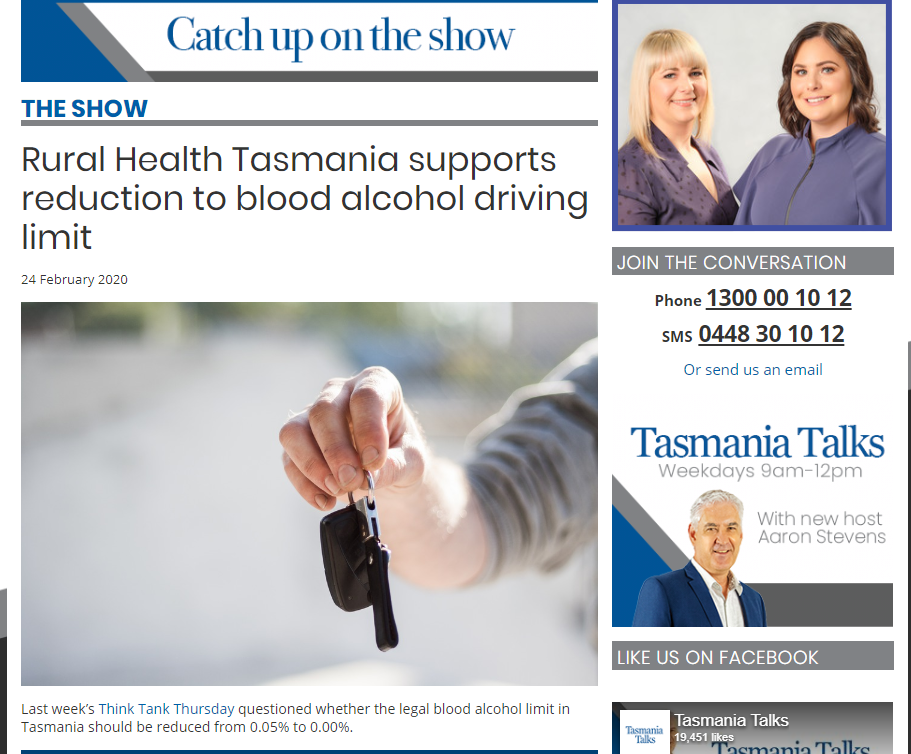 Catch up on the show
THE SHOW
Rural Health Tasmania supports
reduction to blood alcohol driving
limit
24 February 2020
Last week's Think Tank Thursday questioned whether the legal blood alcohol limit in
Tasmania should be reduced from 0.05% to 0.00%.
JOIN THE CONVERSATION
Phone 1300 00 10 12
SMS 0448 30 10 12
Or send us an email
Tasmania Talks
Weekdays 9am-12pm
With new host
Aaron Stevens
LIKE US ON FACEBOOK
Tasmania
Talks
Tasmania Talks
19,451 likes
Tasmania Talks